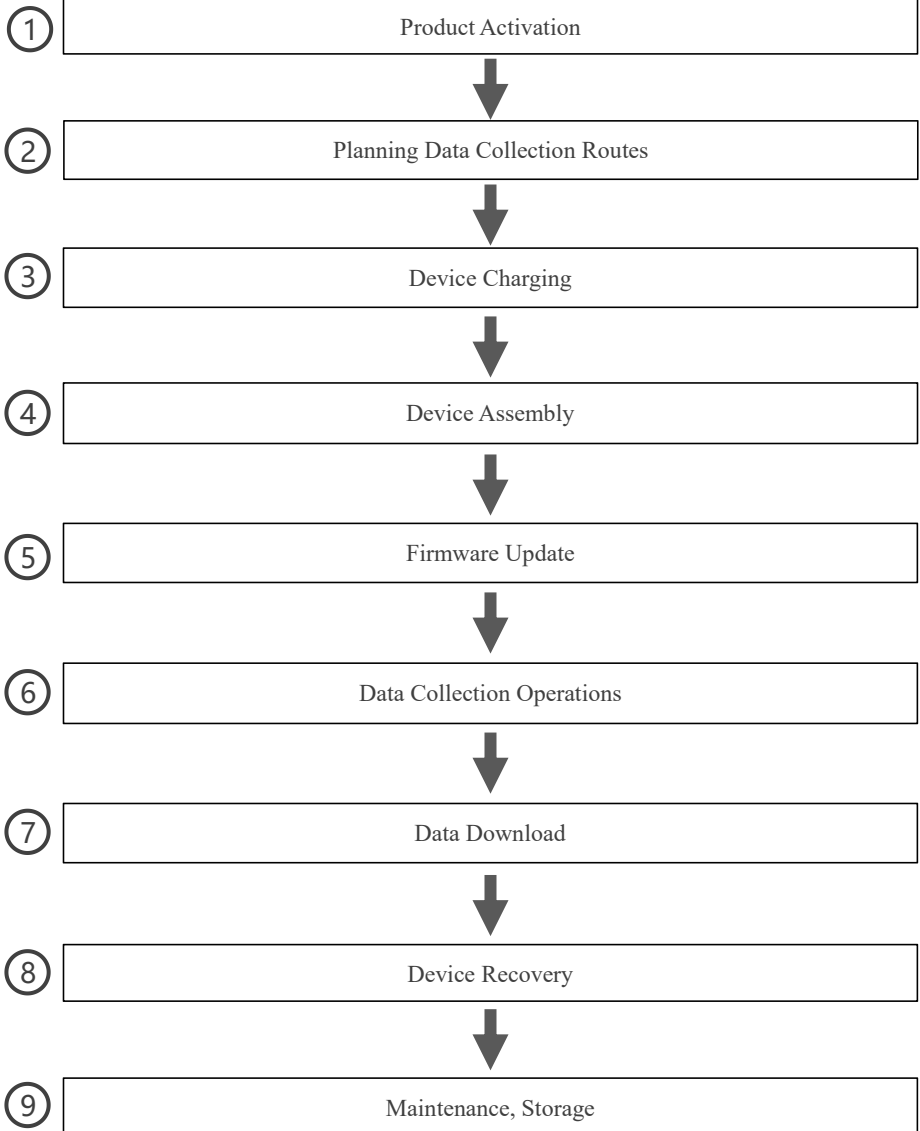 1 Product Activation
2 Planning Data Collection Routes
3 Device Charging
4 Device Assembly
5 Firmware Update
6 Data Collection Operations
7 Data Download
8 Device Recovery
9 Maintenance, Storage